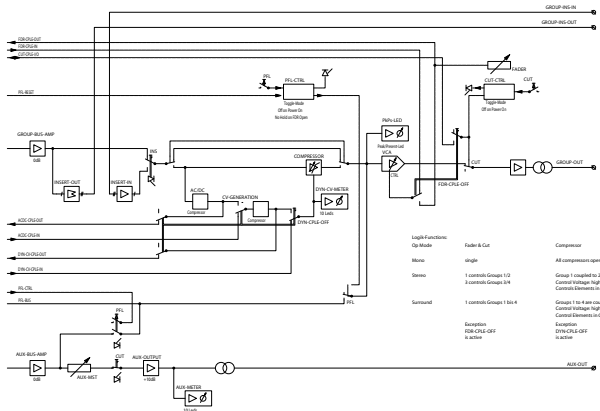 GROUP-INS-IN
GROUP-INS-OUT
FDR-CPLE-OUT
FDR-CPLE-IN
CUT-CPLE-I/O
FADER
PFL
PFL-CTRL
CUT-CTRL
CUT
PFL-RESET
Toggle-Mode
Off on Power On
No Hold on FDR Open
Toggle-Mode
Off on Power On
GROUP-BUS-AMP
PkPr-LED
0dB
INS
Peak/Present-Led
COMPRESSOR
VCA
CUT
GROUP-OUT
CTRL
INSERT-OUT
INSERT-IN
AC/DC
CV-GENERATION
DYN-CV-METER
FDR-CPLE-OFF
Compressor
Compressor
10 Leds
ACDC-CPLE-OUT
DYN-CPLE-OFF
ACDC-CPLE-IN
DYN-CV-CPLE-OUT
DYN-CV-CPLE-IN
Logik-Functions:
Op Mode
Fader & Cut
Compressor
Mono
single
All compressors oper
Stereo
1 controls Groups 1/2
3 controls Groups 3/4
Group 1 coupled to 2
Control Voltage: high
Controls Elements in
PFL-CTRL
PFL-BUS
PFL
Surround
1 controls Groups 1 bis 4
Groups 1 to 4 are cou
Control Voltage: high
Control Elements in G
PFL
Exception
FDR-CPLE-OFF
is active
Exception
DYN-CPLE-OFF
is active
AUX-BUS-AMP
CUT
AUX-OUTPUT
AUX-OUT
0dB
AUX-MST
+10dB
AUX-METER
10 Leds